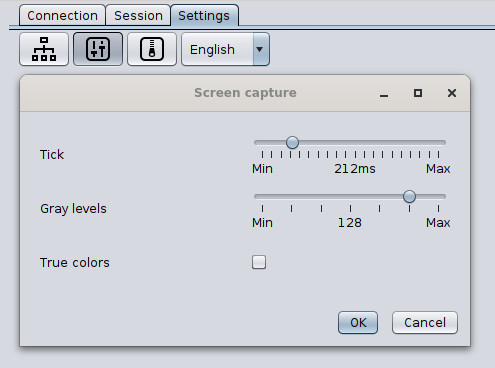 Connection Session Settings
English
Screen capture
Tick
Min 212ms Max
Gray levels
Min 128 Max
True colors
OK Cancel